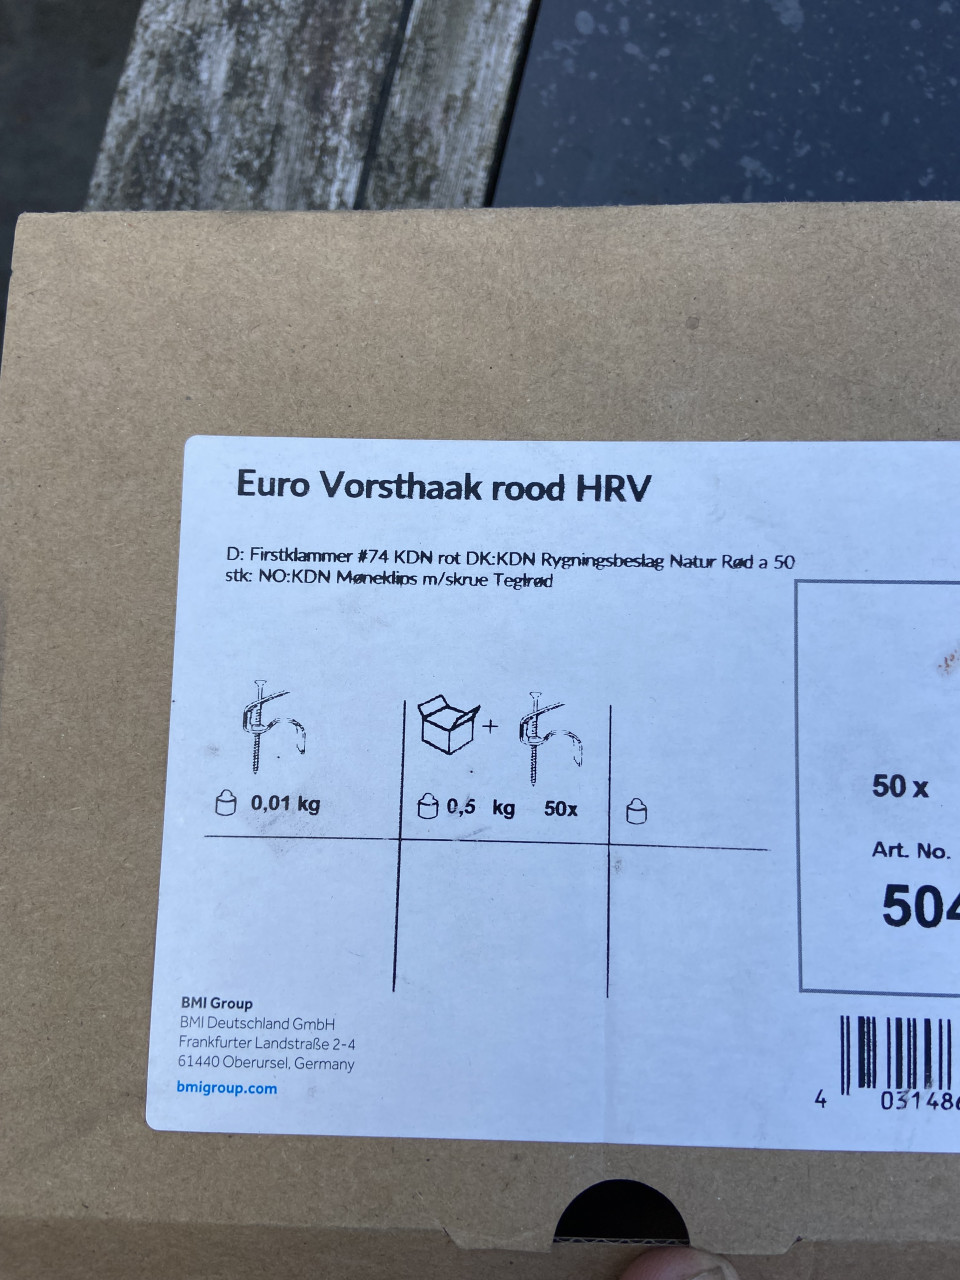 Euro Vorsthaak rood HRV
D: Firstklammer #74 KDN rot DK:KDN Rygningsbeslag Natur Rød a 50
stk: NO:KDN Møneklips m/skrue Teglrød
+
0,01 kg
0,5 kg 50x
50 x
Art. No.
504
BMI Group
BMI Deutschland GmbH
Frankfurter Landstraße 2-4
61440 Oberursel, Germany
bmigroup.com
4 031486